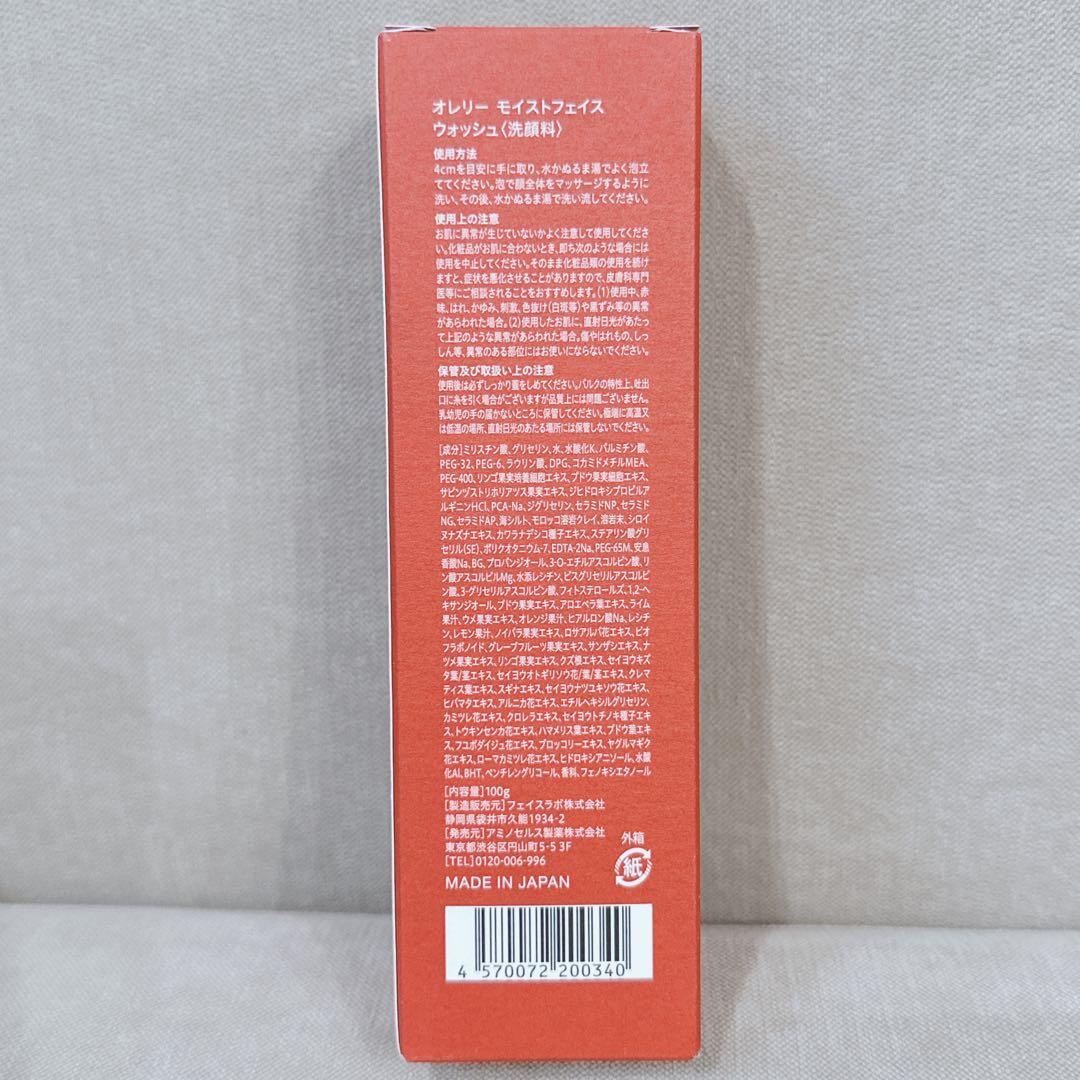 オレリー モイストフェイス
ウォッシュ〈洗顔料〉
使用方法
4cmを目安に手に取り、水かぬるま湯でよく泡立
ててください。泡で顔全体をマッサージするように
洗い、その後、水かぬるま湯で洗い流してください。
使用上の注意
お肌に異常が生じていないかよく注意して使用してくださ
い。化粧品がお肌に合わないとき、即ち次のような場合には
使用を中止してください。そのまま化粧品類の使用を続け
ますと、症状を悪化させることがありますので、皮膚科専門
医等にご相談されることをおすすめします。(1)使用中、赤
味、はれ、かゆみ、刺激、色抜け(白斑等)や黒ずみ等の異常
があらわれた場合。(2)使用したお肌に、直射日光があたっ
て上記のような異常があらわれた場合。傷やはれもの、しっ
しん等、異常のある部位にはお使いにならないでください。
保管及び取扱い上の注意
使用後は必ずしっかり蓋をしめてください。バルクの特性上、吐出
口に糸を引く場合がございますが品質上には問題ございません。
乳幼児の手の届かないところに保管してください。極端に高温又
は低温の場所、直射日光のあたる場所には保管しないでください。
[成分]ミリスチン酸、グリセリン、水、水酸化K、パルミチン酸、
PEG-32、PEG-6、ラウリン酸、DPG、コカミドメチルMEA、
PEG-400、リンゴ果実培養細胞エキス、ブドウ果実細胞エキス、
サピンヅストリホリアツス果実エキス、ジヒドロキシプロピルア
ルギニンHCl、PCA-Na、ジグリセリン、セラミドNP、セラミド
NG、セラミドAP、海シルト、モロッコ溶岩クレイ、溶岩末、シロイ
ヌナズナエキス、カワラナデシコ種子エキス、ステアリン酸グリ
セリル(SE)、ポリクオタニウム-7、EDTA-2Na、PEG-65M、安息
香酸Na、BG、プロパンジオール、3-O-エチルアスコルビン酸、リ
ン酸アスコルビルMg、水添レシチン、ビスグリセリルアスコルビ
ン酸、3-グリセリルアスコルビン酸、フィトステロールズ、1,2-ヘ
キサンジオール、ブドウ果実エキス、アロエベラ葉エキス、ライム
果汁、ウメ果実エキス、オレンジ果汁、ヒアルロン酸Na、レシチ
ン、レモン果汁、ノイバラ果実エキス、ロサアルバ花エキス、ビオ
フラボノイド、グレープフルーツ果実エキス、サンザシエキス、ナ
ツメ果実エキス、リンゴ果実エキス、クズ根エキス、セイヨウキズ
タ葉/茎エキス、セイヨウオトギリソウ花/葉/茎エキス、クレマ
ティス葉エキス、スギナエキス、セイヨウナツユキソウ花エキス、
ヒバマタエキス、アルニカ花エキス、エチルヘキシルグリセリン、
カミツレ花エキス、クロレラエキス、セイヨウトチノキ種子エキ
ス、トウキンセンカ花エキス、ハマメリス葉エキス、ブドウ葉エキ
ス、フユボダイジュ花エキス、ブロッコリーエキス、ヤグルマギク
花エキス、ローマカミツレ花エキス、ヒドロキシアニソール、水酸
化Al、BHT、ペンチレングリコール、香料、フェノキシエタノール
[内容量]100g
[製造販売元]フェイスラボ株式会社
静岡県袋井市久能1934-2
[発売元]アミノセルス製薬株式会社
東京都渋谷区円山町5-5 3F
[TEL]0120-006-996
外箱
紙
MADE IN JAPAN
4 570072 200340